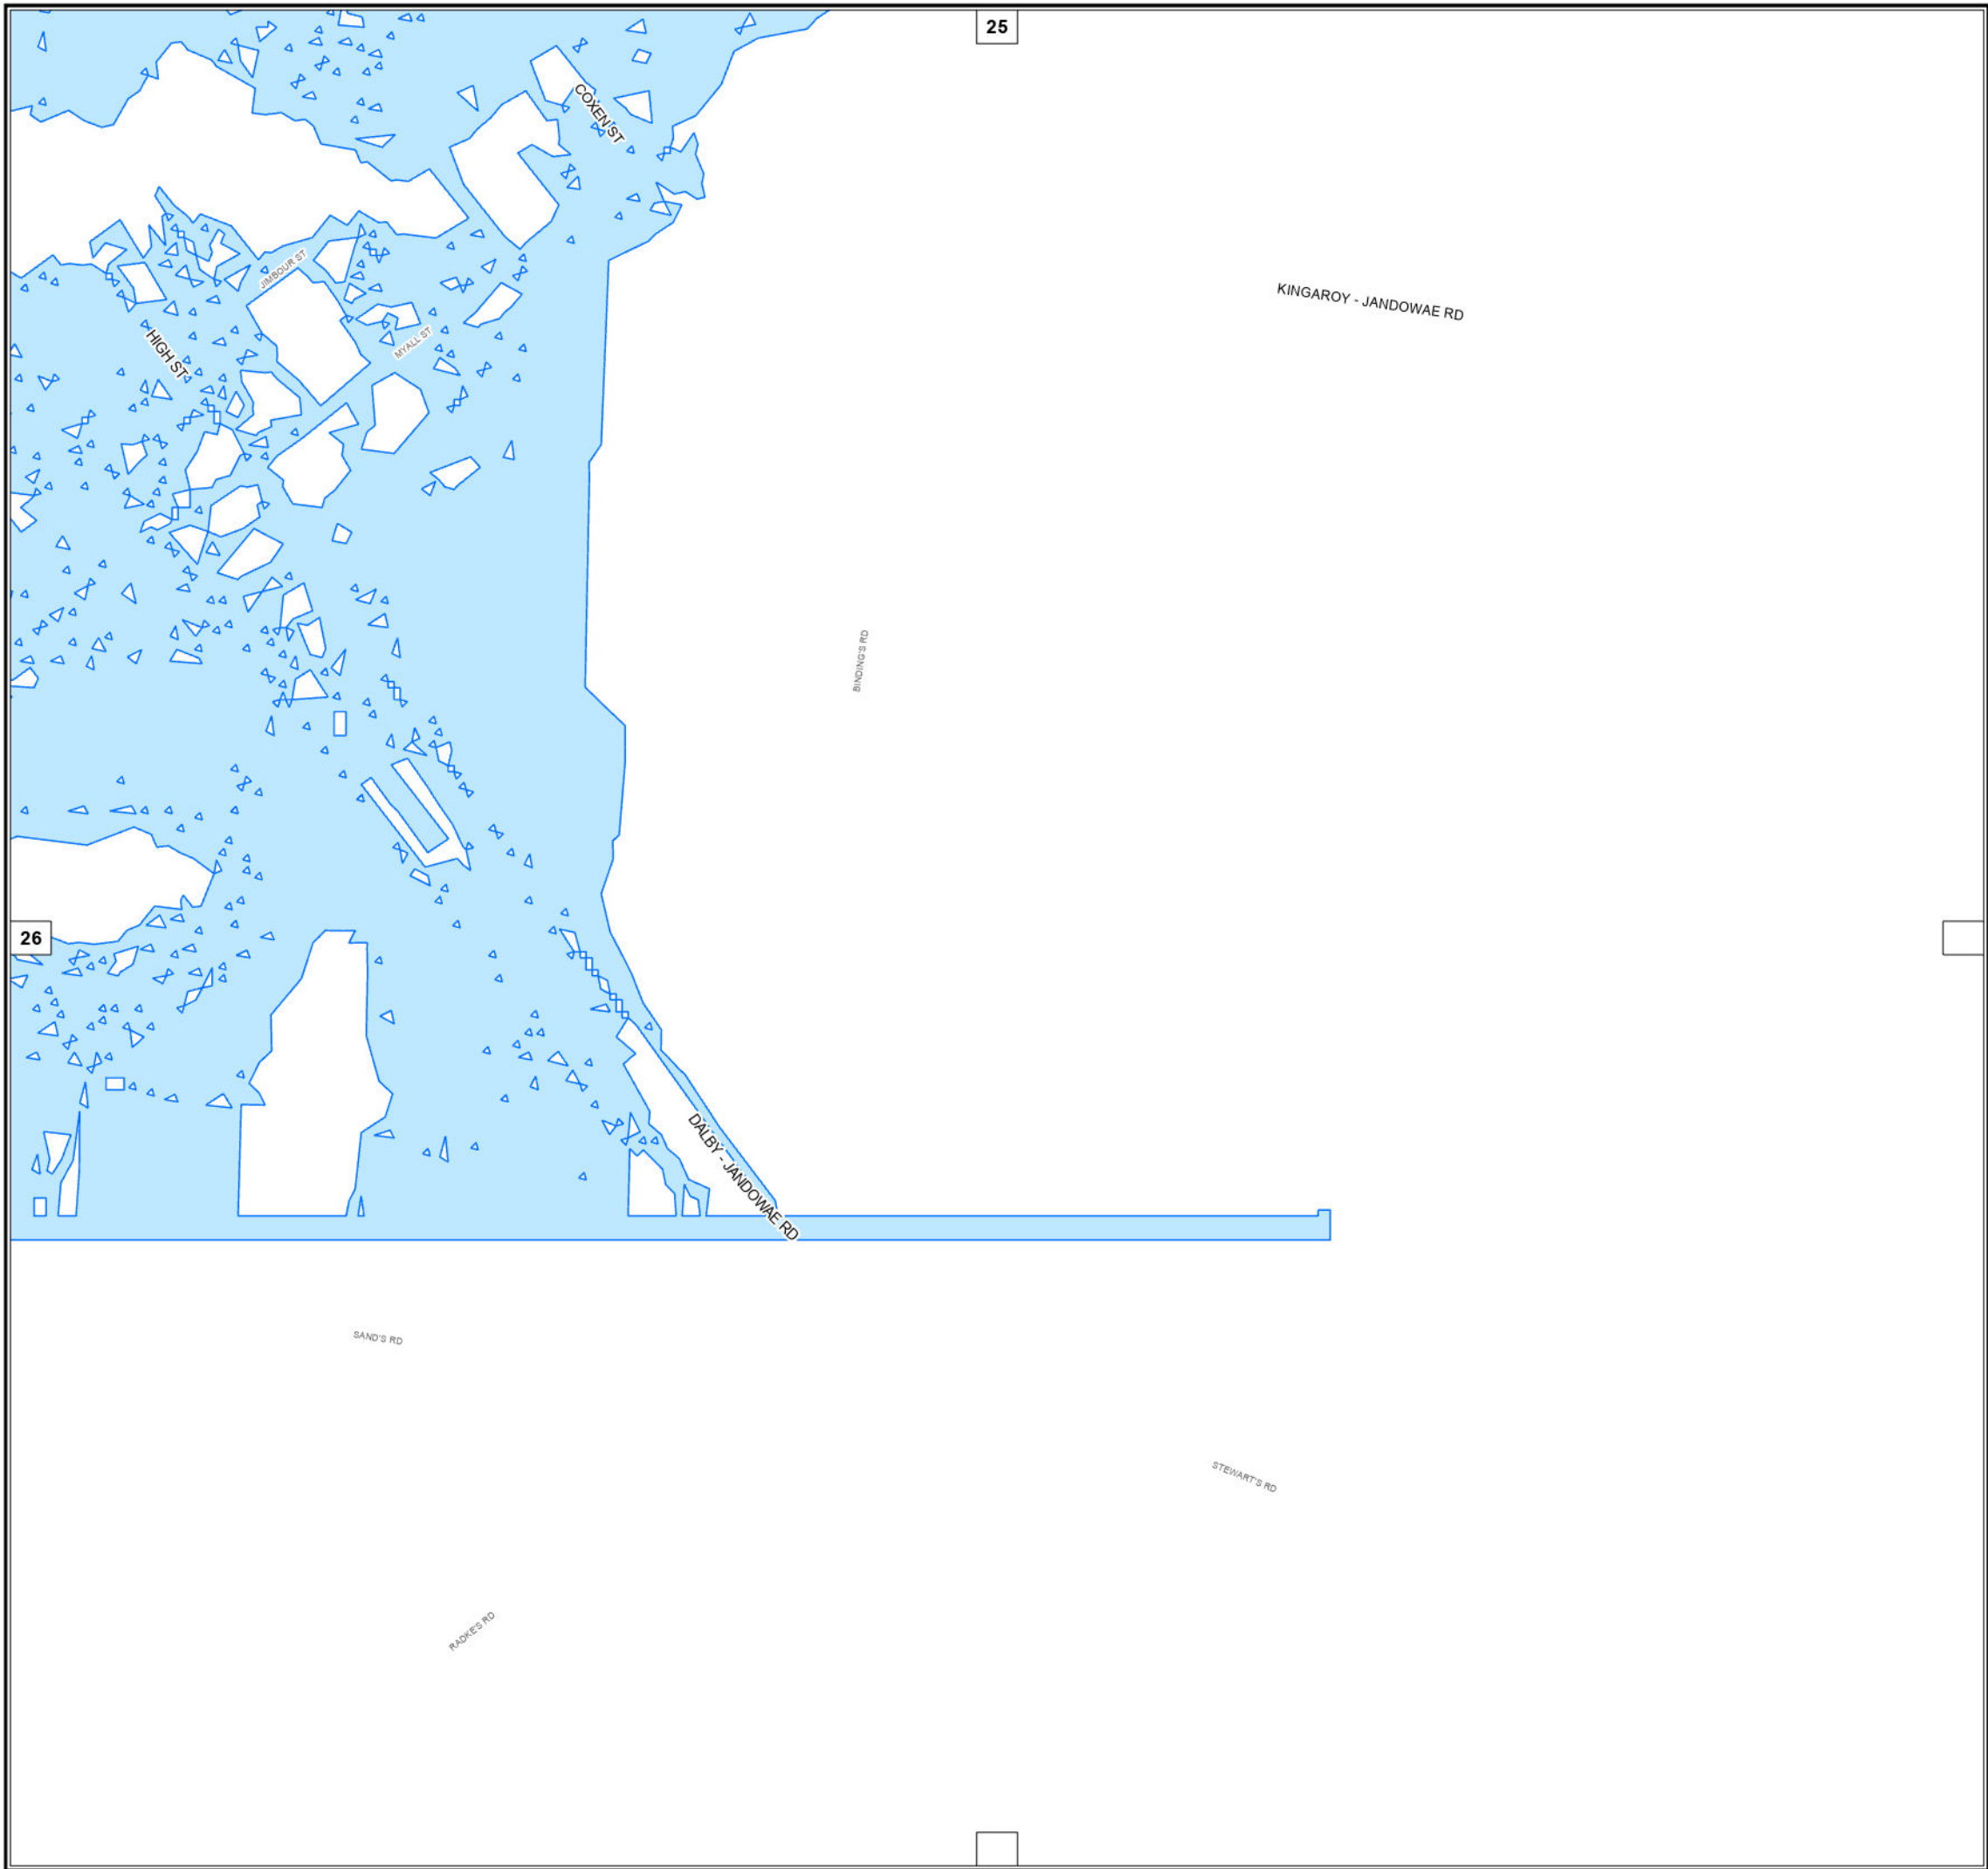 25
COXEN ST
JIMBOUR ST
KINGAROY - JANDOWAE RD
MYALL ST
HIGH ST
BINDING'S RD
26
DALBY - JANDOWAE RD
SAND'S RD
STEWART'S RD
RADKE'S RD